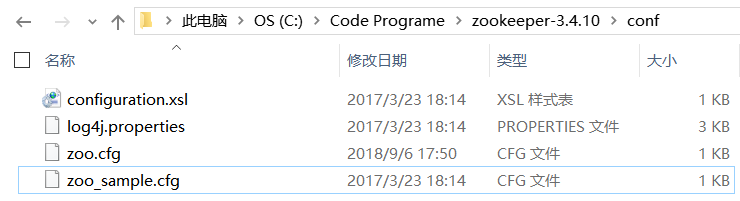 此电脑 > OS (C:) > Code Programe > zookeeper-3.4.10 > conf
名称 修改日期 类型 大小
configuration.xsl 2017/3/23 18:14 XSL 样式表 1 KB
log4j.properties 2017/3/23 18:14 PROPERTIES 文件 3 KB
zoo.cfg 2018/9/6 17:50 CFG 文件 1 KB
zoo_sample.cfg 2017/3/23 18:14 CFG 文件 1 KB